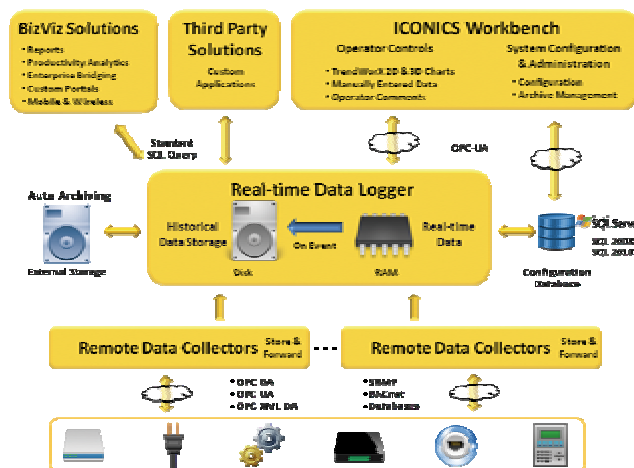 BizViz Solutions
• Reports
• Productivity Analytics
• Enterprise Bridging
• Custom Portals
• Mobile & Wireless
Third Party
Solutions
Custom
Applications
ICONICS Workbench
Operator Controls
• TrendWorX 2D & 3D Charts
• Manually Entered Data
• Operator Comments
System Configuration
& Administration
• Configuration
• Archive Management
Standard
SQL Query
OPC-UA
Auto Archiving
External Storage
Real-time Data Logger
Historical
Data Storage
On Event
Real-time
Data
Disk
RAM
SQL Serv
SQL 2008
Configuration
Database
Remote Data Collectors
Store &
Forward
Remote Data Collectors
Store &
Forward
• OPC DA
• OPC UA
• OPC XML DA
• SNMP
• BACnet
• Databases